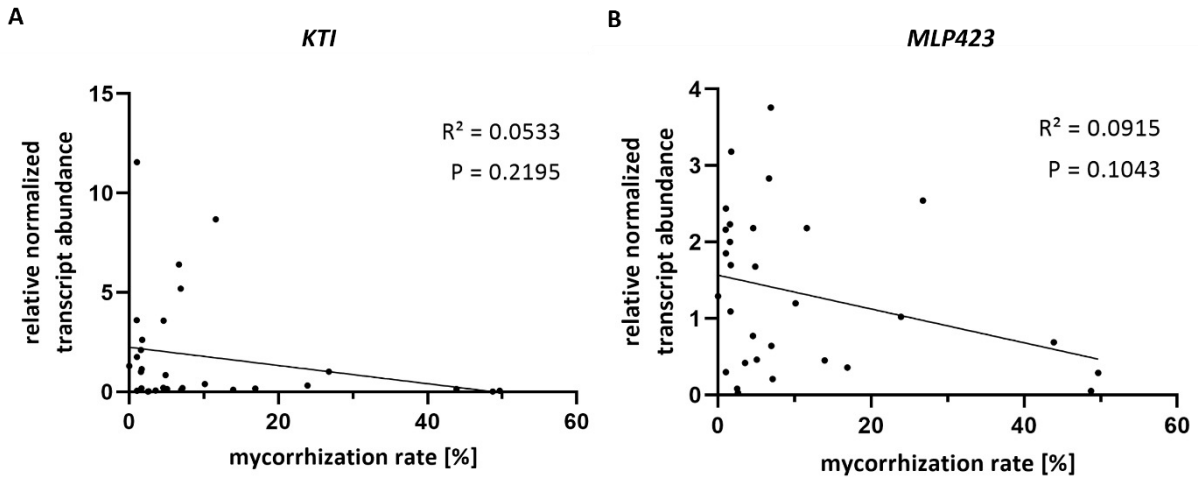 A
KTI
relative normalized
transcript abundance
15
10
5
0
R² = 0.0533
P = 0.2195
0
20
40
60
mycorrhization rate [%]
B
MLP423
relative normalized
transcript abundance
4
3
2
1
0
R² = 0.0915
P = 0.1043
0
20
40
60
mycorrhization rate [%]